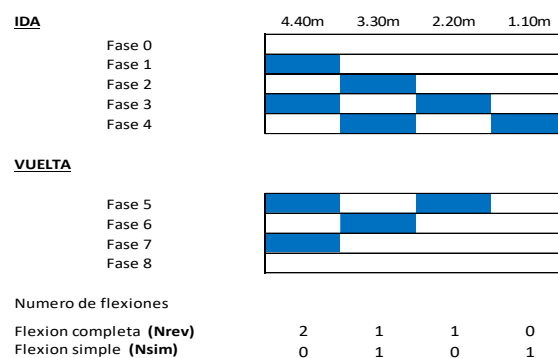 IDA 4.40m 3.30m 2.20m 1.10m
Fase 0
Fase 1
Fase 2
Fase 3
Fase 4
VUELTA
Fase 5
Fase 6
Fase 7
Fase 8
Numero de flexiones
Flexion completa (Nrev) 2 1 1 0
Flexion simple (Nsim) 0 1 0 1